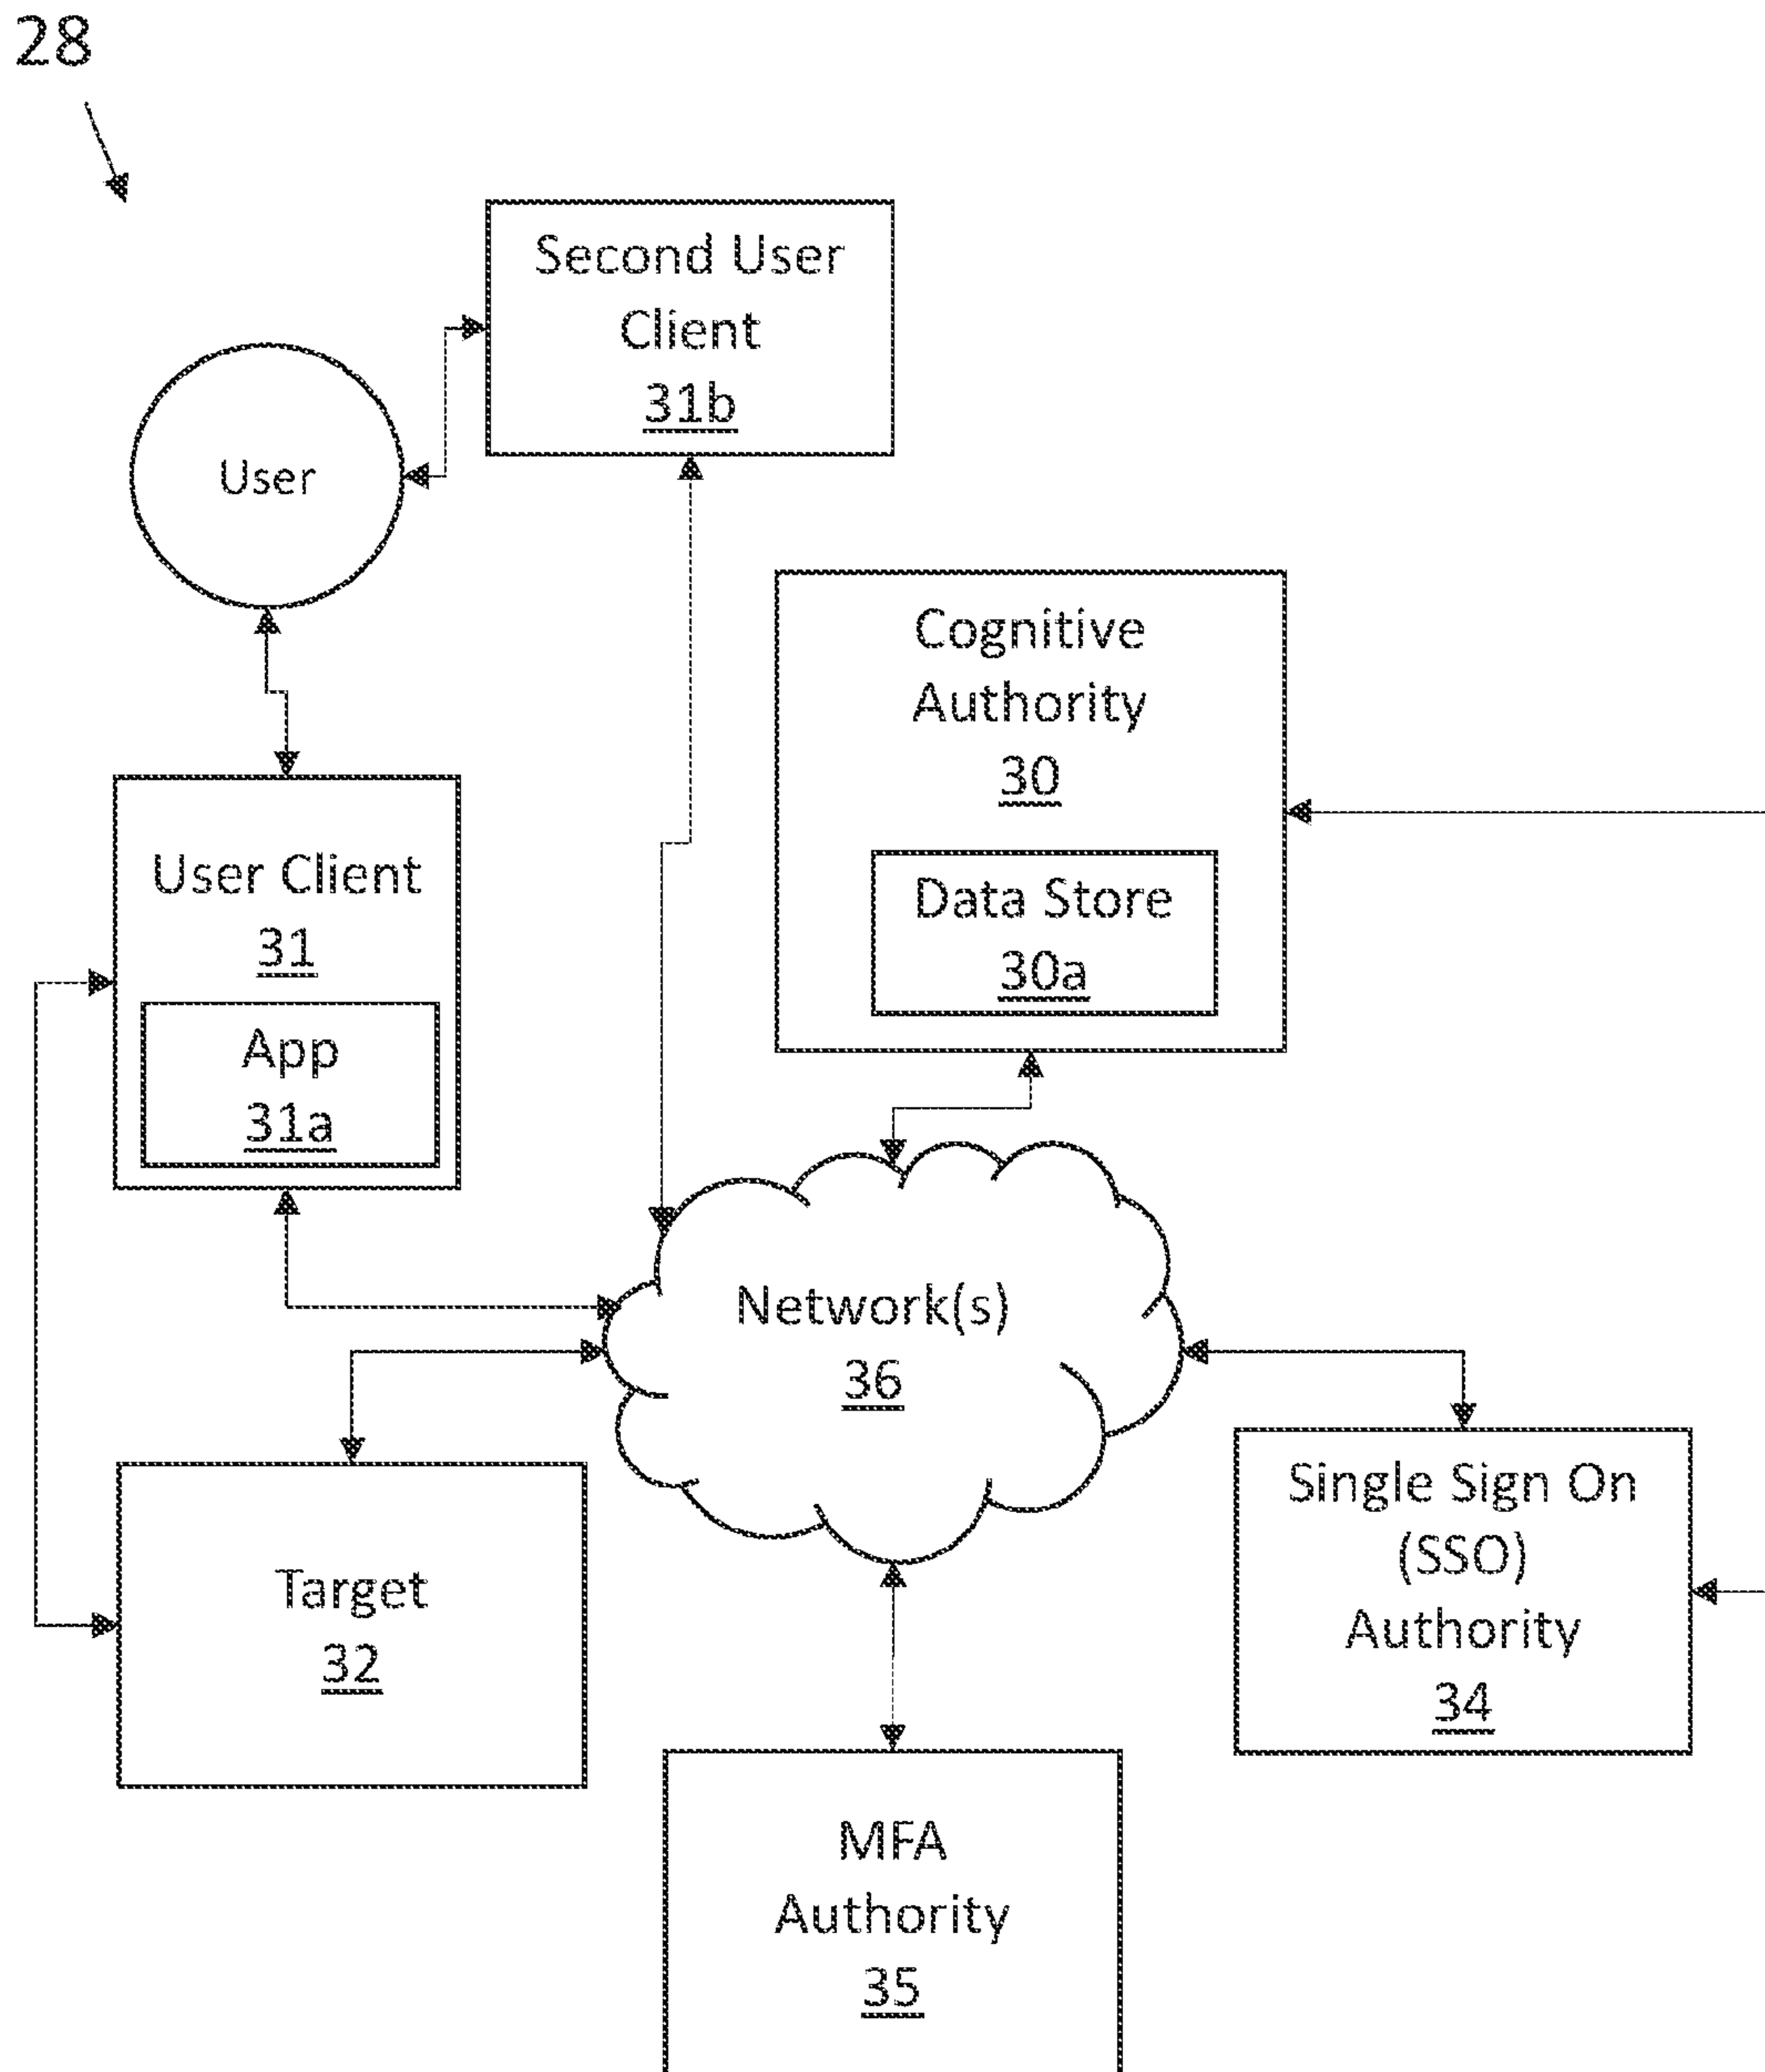 28
Second User
Client
31b
User
Cognitive
Authority
30
Data Store
30a
User Client
31
App
31a
Network(s)
36
Target
32
Single Sign On
(SSO)
Authority
34
MFA
Authority
35